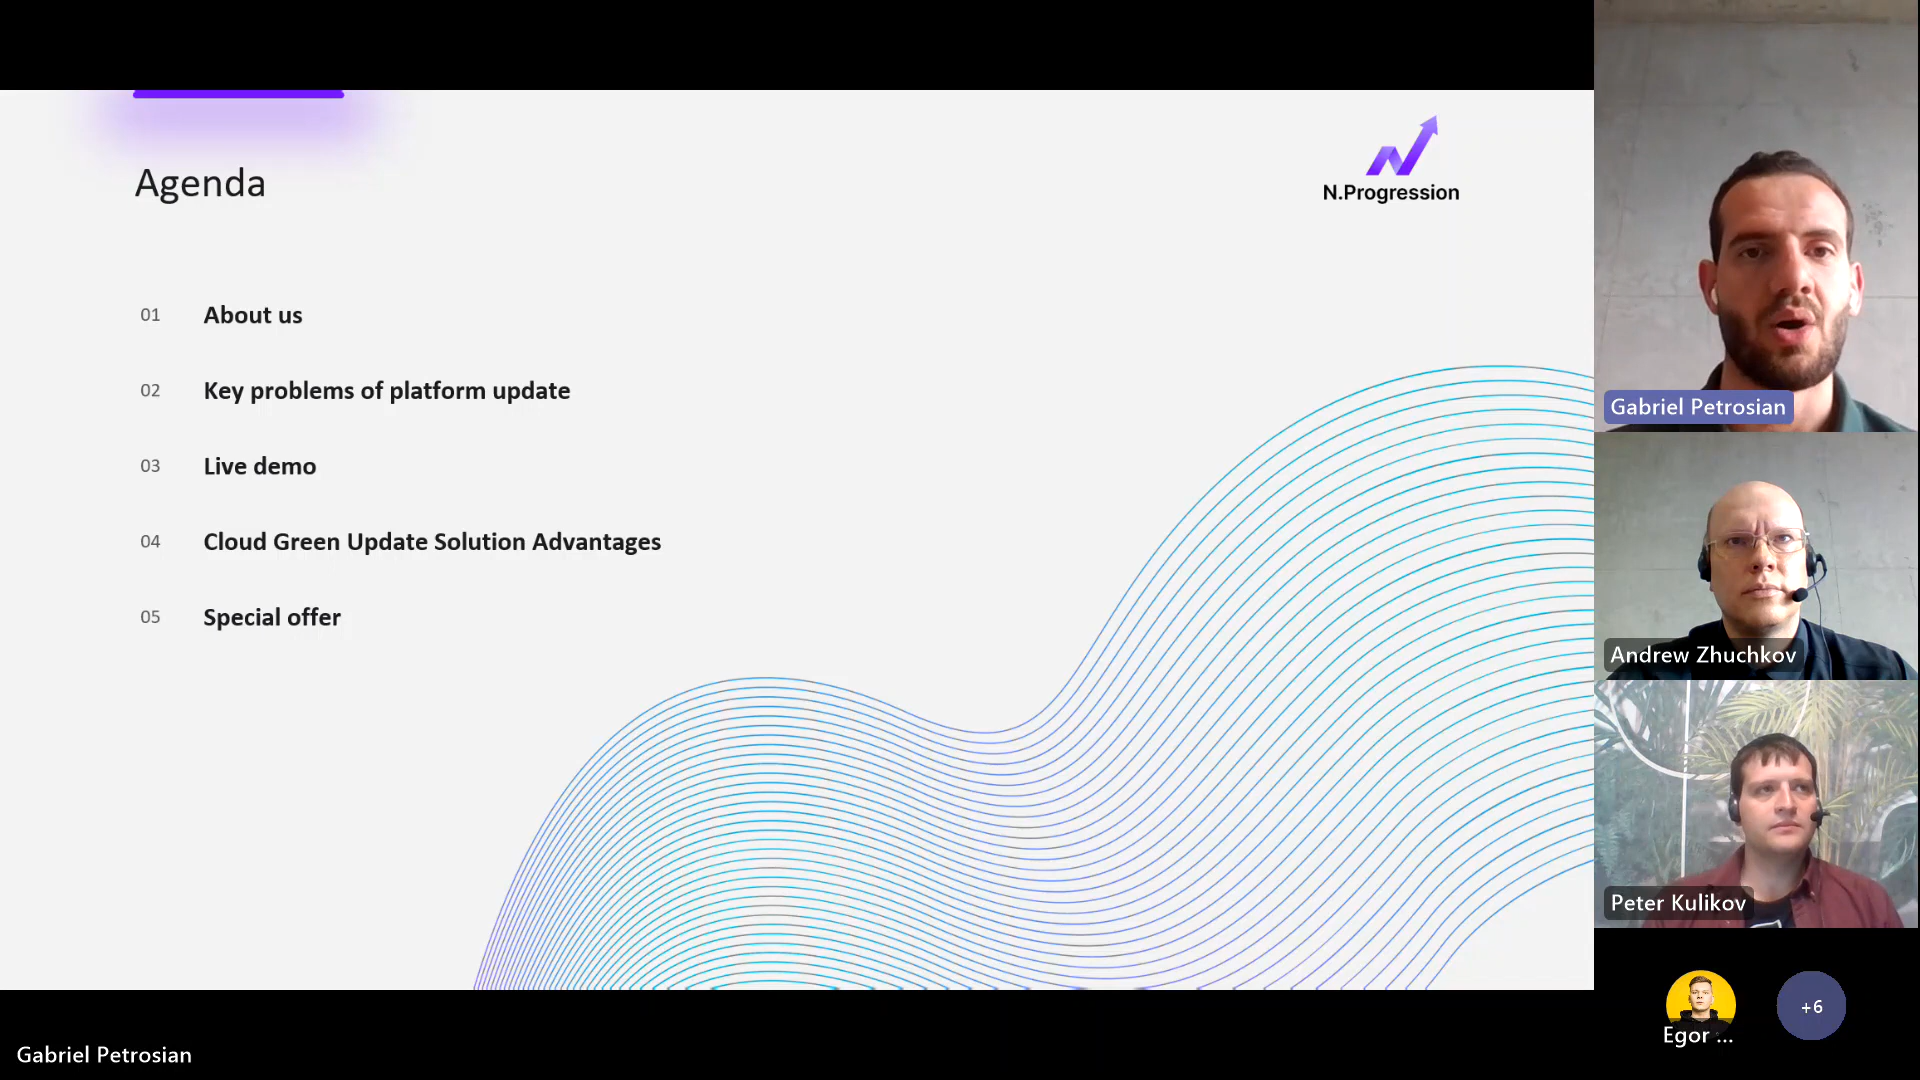 Agenda
N.Progression
01 About us
02 Key problems of platform update
03 Live demo
04 Cloud Green Update Solution Advantages
05 Special offer
Gabriel Petrosian
Andrew Zhuchkov
Peter Kulikov
Egor ...
+6
Gabriel Petrosian